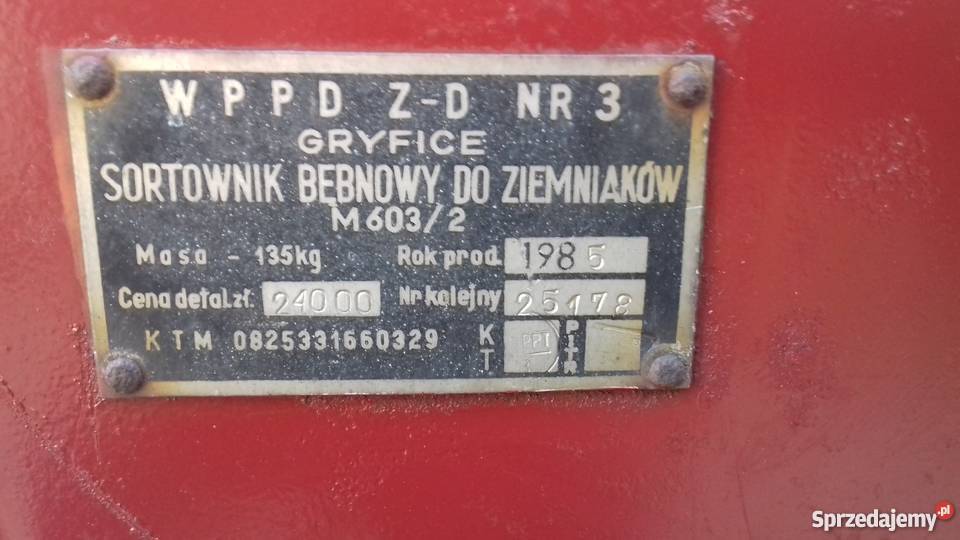 WPPD Z-D NR 3
GRYFICE
SORTOWNIK BĘBNOWY DO ZIEMNIAKÓW
M 603/2
Masa - 135kg Rok prod. 1985
Cena detal.zł. 24000 Nr kolejny 25178
KTM 0825331660329 KT PPI
Sprzedajemy.pl